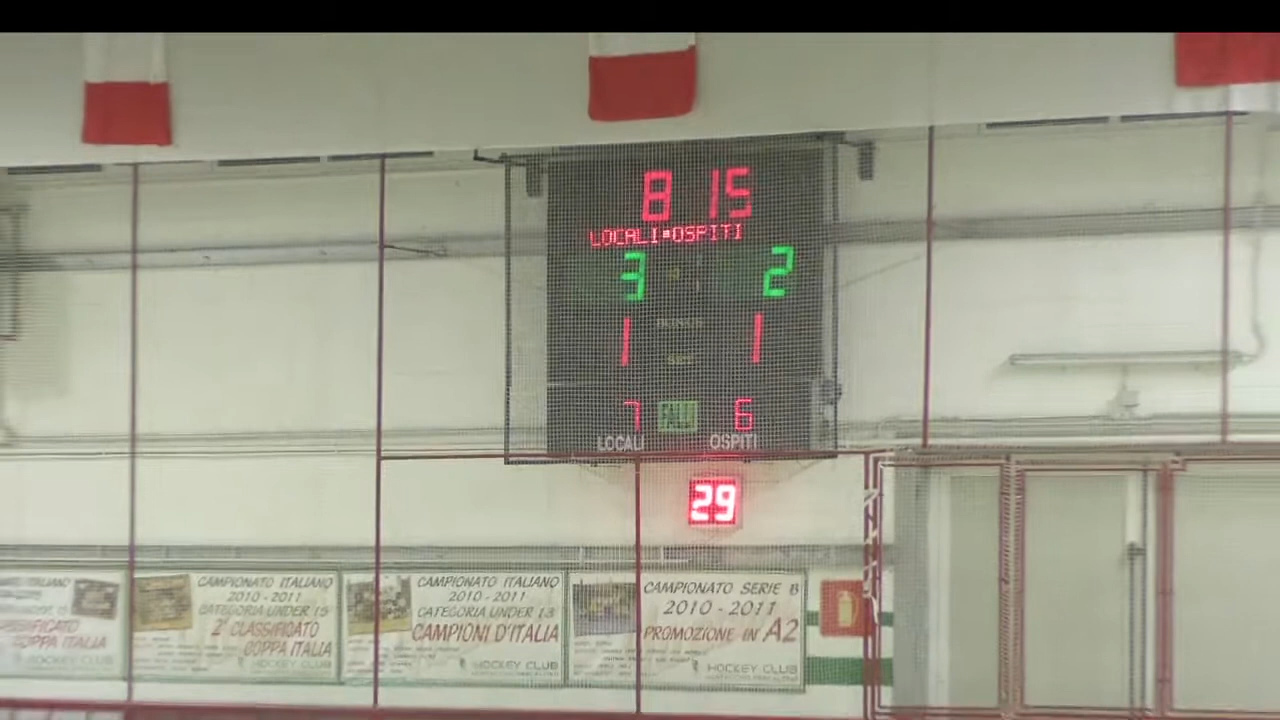 8 15
LOCALI OSPITI
3 2
1 1
7 FALLI 6
LOCALI OSPITI
29
ITALIANO
COPPA ITALIA
HOCKEY CLUB
CAMPIONATO ITALIANO
2010 - 2011
CATEGORIA UNDER 15
2° CLASSIFICATO
COPPA ITALIA
HOCKEY CLUB
CAMPIONATO ITALIANO
2010 - 2011
CATEGORIA UNDER 13
CAMPIONI D'ITALIA
HOCKEY CLUB
CAMPIONATO SERIE B
2010 - 2011
PROMOZIONE IN A2
HOCKEY CLUB